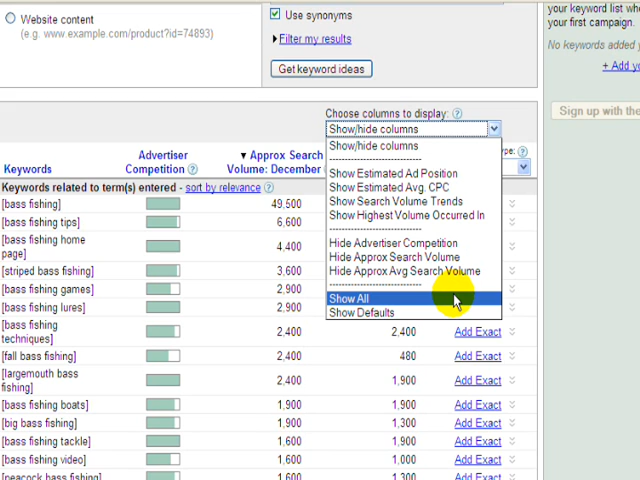 Website content
(e.g. www.example.com/product?id=74893)
Use synonyms
Filter my results
Get keyword ideas
your keyword list
your first campaign.
No keywords added
+ Add
Sign up with the
Choose columns to display: ?
Show/hide columns
Show/hide columns
------------------------------
Show Estimated Ad Position
Show Estimated Avg. CPC
Show Search Volume Trends
Show Highest Volume Occurred In
------------------------------
Hide Advertiser Competition
Hide Approx Search Volume
Hide Approx Avg Search Volume
------------------------------
Show All
Show Defaults
Keywords
Advertiser
Competition ?
Approx Search
Volume: December
?
Keywords related to term(s) entered - sort by relevance ?
[bass fishing] 49,500
[bass fishing tips] 6,600
[bass fishing home
page] 4,400
[striped bass fishing] 3,600
[bass fishing games] 2,900
[bass fishing lures] 2,900
[bass fishing
techniques] 2,400 2,400 Add Exact
[fall bass fishing] 2,400 480 Add Exact
[largemouth bass
fishing] 2,400 1,900 Add Exact
[bass fishing boats] 1,900 1,900 Add Exact
[big bass fishing] 1,900 1,300 Add Exact
[bass fishing tackle] 1,600 1,900 Add Exact
[bass fishing video] 1,600 1,000 Add Exact
[peacock bass fishing] 1,600 1,300 Add Exact